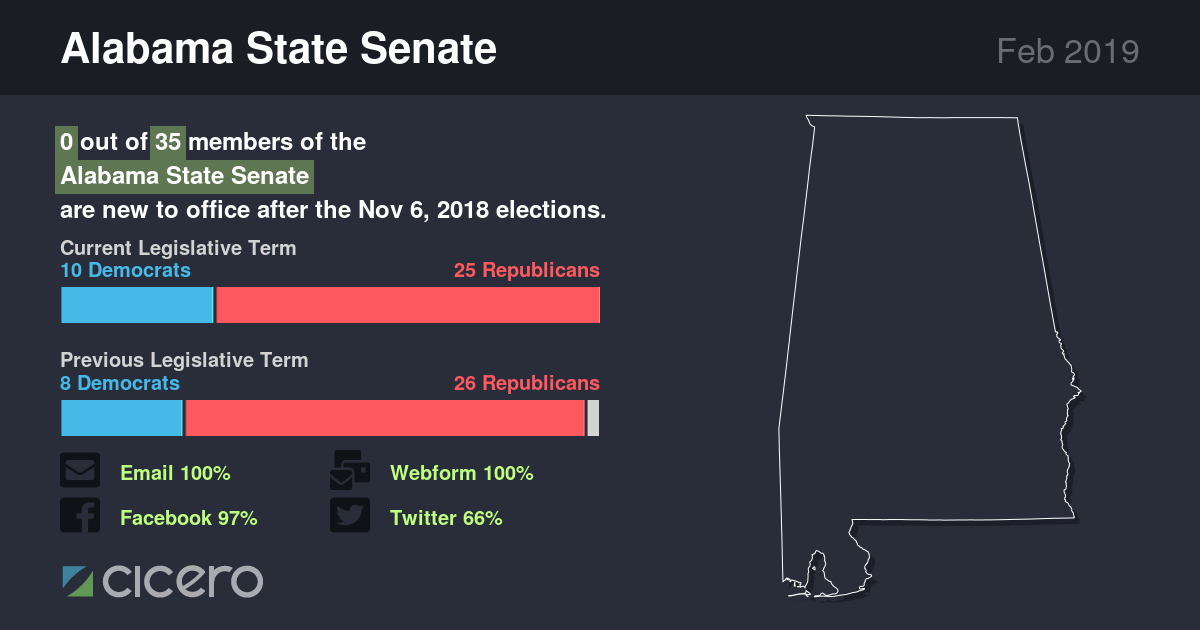 Alabama State Senate
Feb 2019
0 out of 35 members of the
Alabama State Senate
are new to office after the Nov 6, 2018 elections.
Current Legislative Term
10 Democrats
25 Republicans
Previous Legislative Term
8 Democrats
26 Republicans
Email 100%
Webform 100%
Facebook 97%
Twitter 66%
cicero